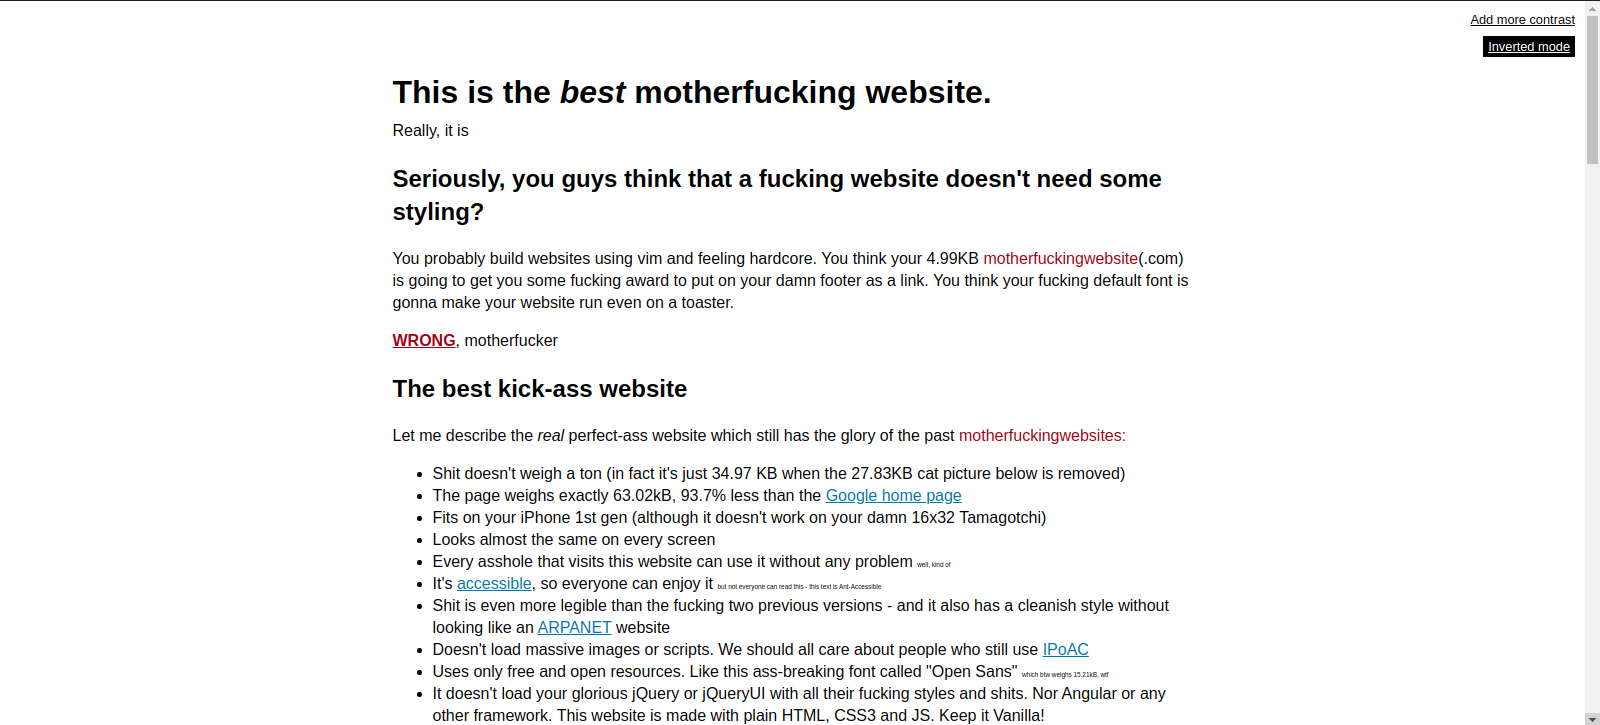 Add more contrast
Inverted mode
This is the best motherfucking website.
Really, it is
Seriously, you guys think that a fucking website doesn't need some
styling?
You probably build websites using vim and feeling hardcore. You think your 4.99KB motherfuckingwebsite(.com)
is going to get you some fucking award to put on your damn footer as a link. You think your fucking default font is
gonna make your website run even on a toaster.
WRONG, motherfucker
The best kick-ass website
Let me describe the real perfect-ass website which still has the glory of the past motherfuckingwebsites:
Shit doesn't weigh a ton (in fact it's just 34.97 KB when the 27.83KB cat picture below is removed)
The page weighs exactly 63.02kB, 93.7% less than the Google home page
Fits on your iPhone 1st gen (although it doesn't work on your damn 16x32 Tamagotchi)
Looks almost the same on every screen
Every asshole that visits this website can use it without any problem well, kind of
It's accessible, so everyone can enjoy it but not everyone can read this - this text is Ant-Accessible
Shit is even more legible than the fucking two previous versions - and it also has a cleanish style without
looking like an ARPANET website
Doesn't load massive images or scripts. We should all care about people who still use IPoAC
Uses only free and open resources. Like this ass-breaking font called "Open Sans" which btw weighs 15.21kB, wtf
It doesn't load your glorious jQuery or jQueryUI with all their fucking styles and shits. Nor Angular or any
other framework. This website is made with plain HTML, CSS3 and JS. Keep it Vanilla!